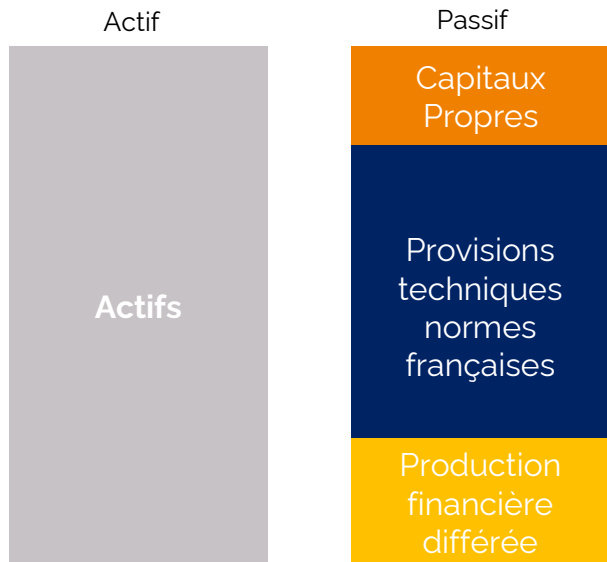 Actif
Passif
Actifs
Capitaux
Propres
Provisions
techniques
normes
françaises
Production
financière
différée